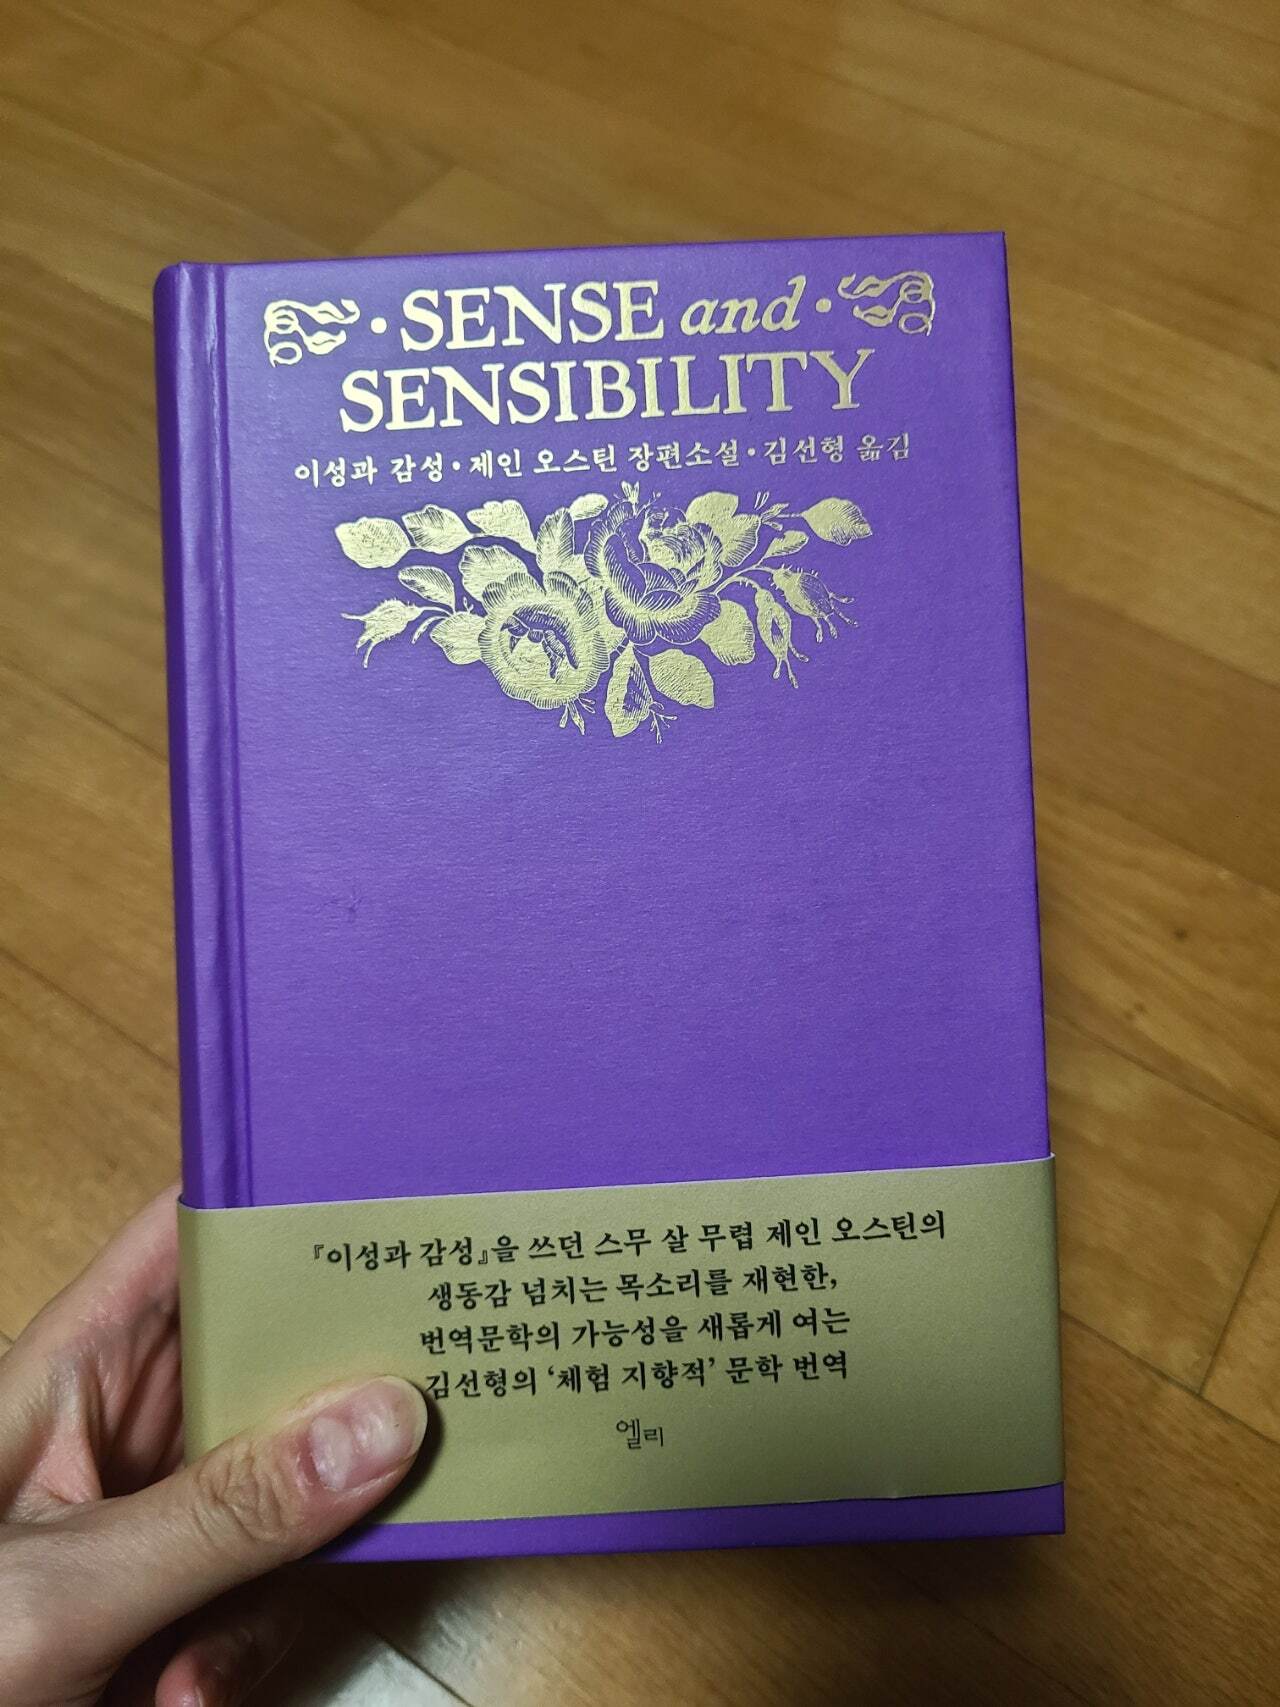 · SENSE and ·
SENSIBILITY
이성과 감성 · 제인 오스틴 장편소설 · 김선형 옮김
『이성과 감성』을 쓰던 스무 살 무렵 제인 오스틴의
생동감 넘치는 목소리를 재현한,
번역문학의 가능성을 새롭게 여는
김선형의 ‘체험 지향적’ 문학 번역
엘리